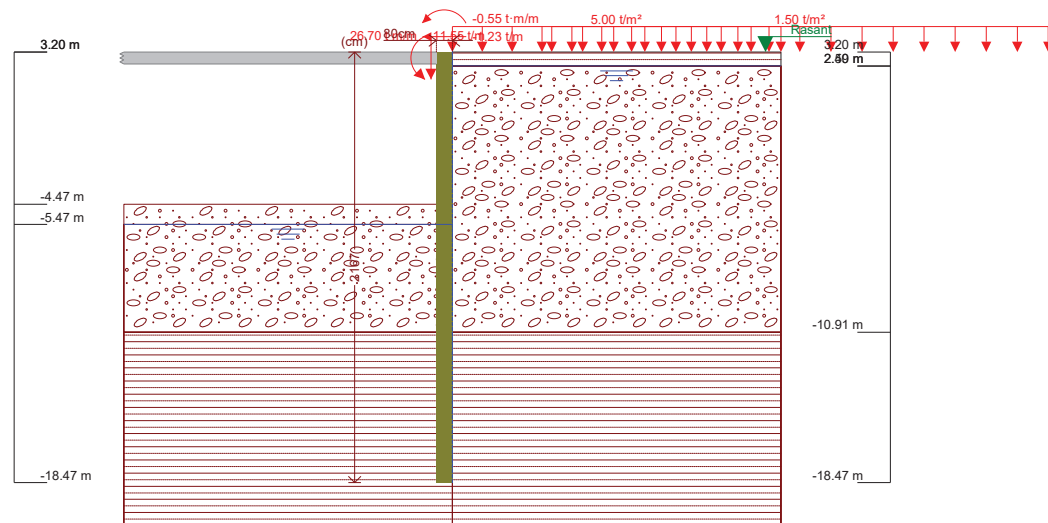 -0.55 t·m/m
5.00 t/m²
1.50 t/m²
80cm
(cm)
Rasant
3.20 m
3.20 m
-4.47 m
-5.47 m
-10.91 m
-18.47 m
-18.47 m